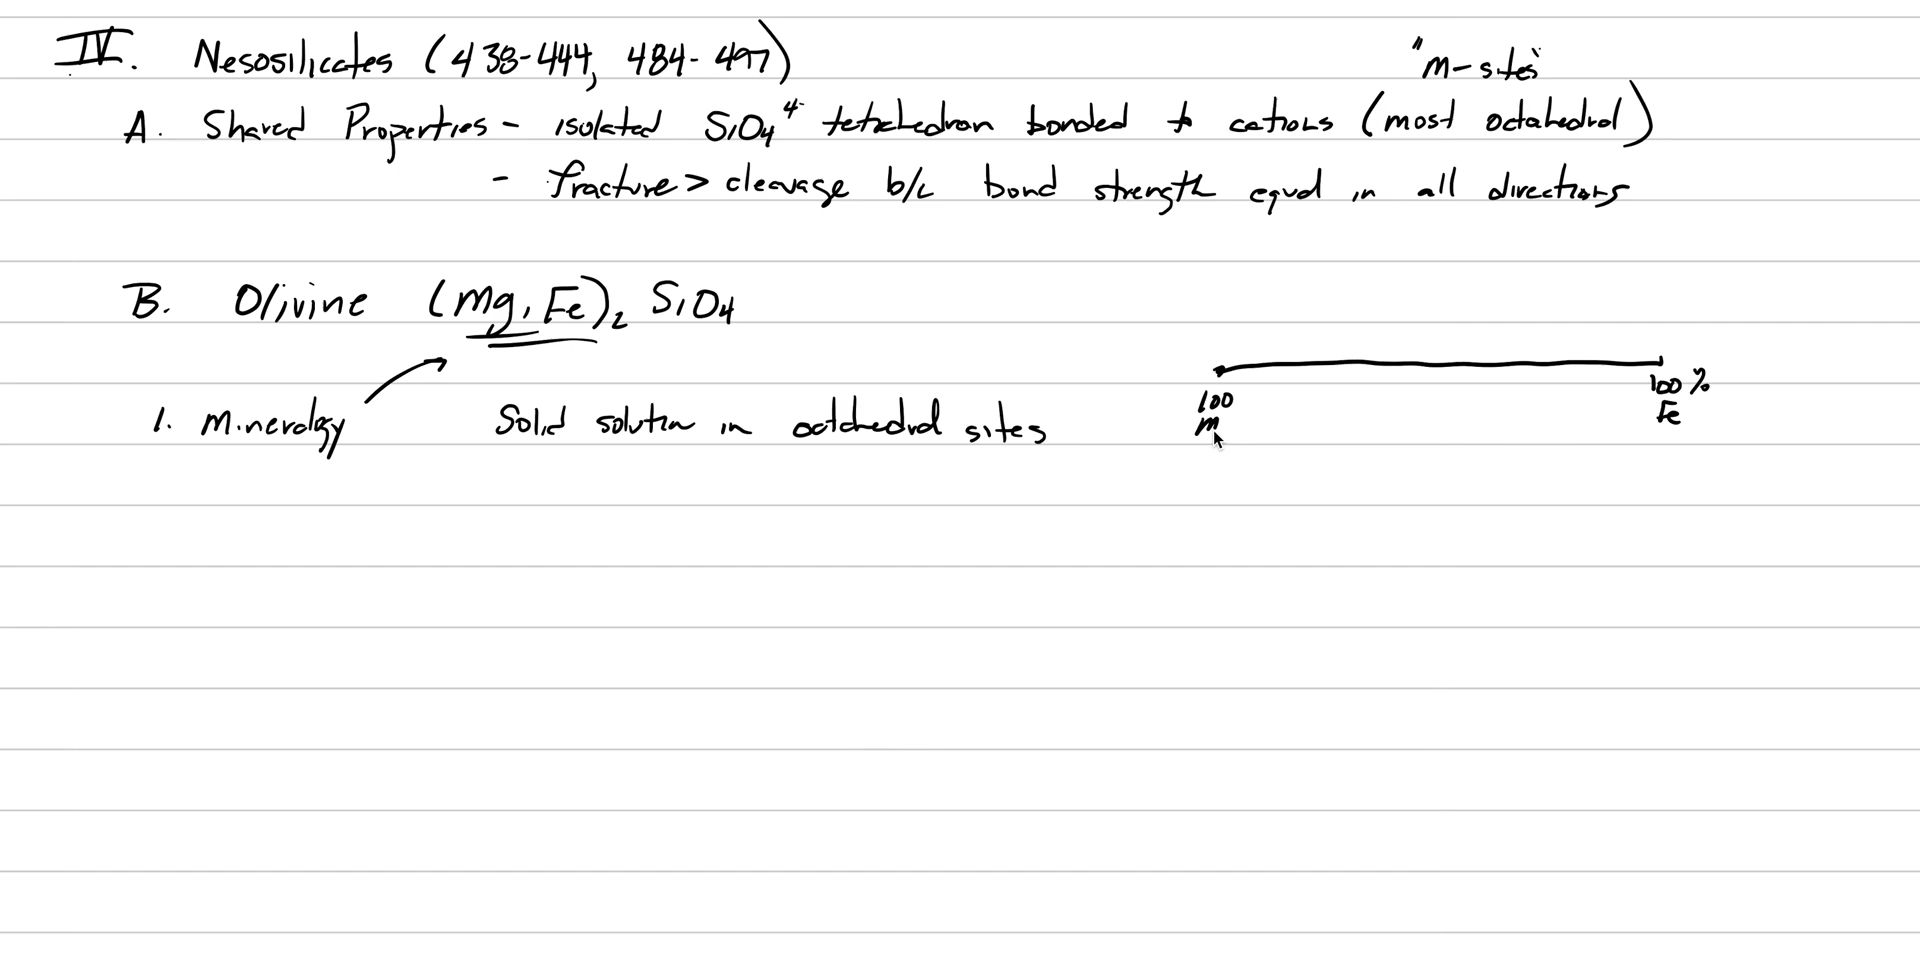 IV. Nesosilicates (438-444, 484-497)
"m-sites"
A. Shared Properties - isolated SiO4 4- tetrahedron bonded to cations (most octahedral)
- fracture > cleavage b/c bond strength equal in all directions
B. Olivine (Mg, Fe)2 SiO4
1. Mineralogy Solid solution in octahedral sites
100
m
100 %
Fe